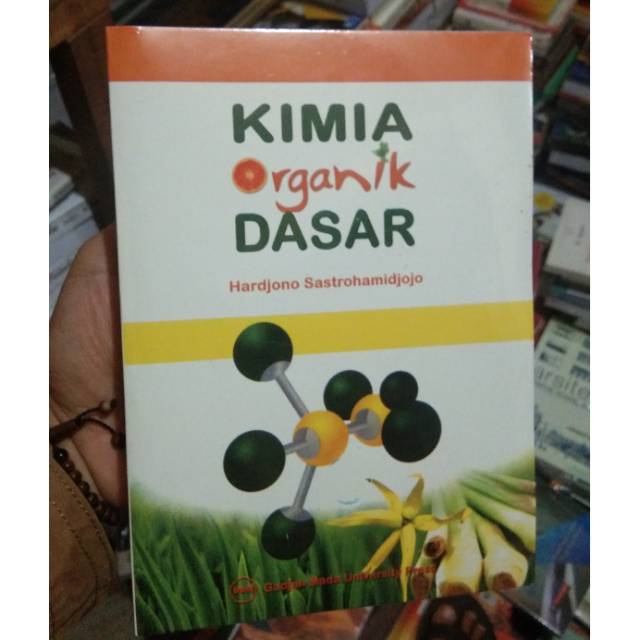 KIMIA
Organik
DASAR
Hardjono Sastrohamidjojo
Gadjah Mada University Press